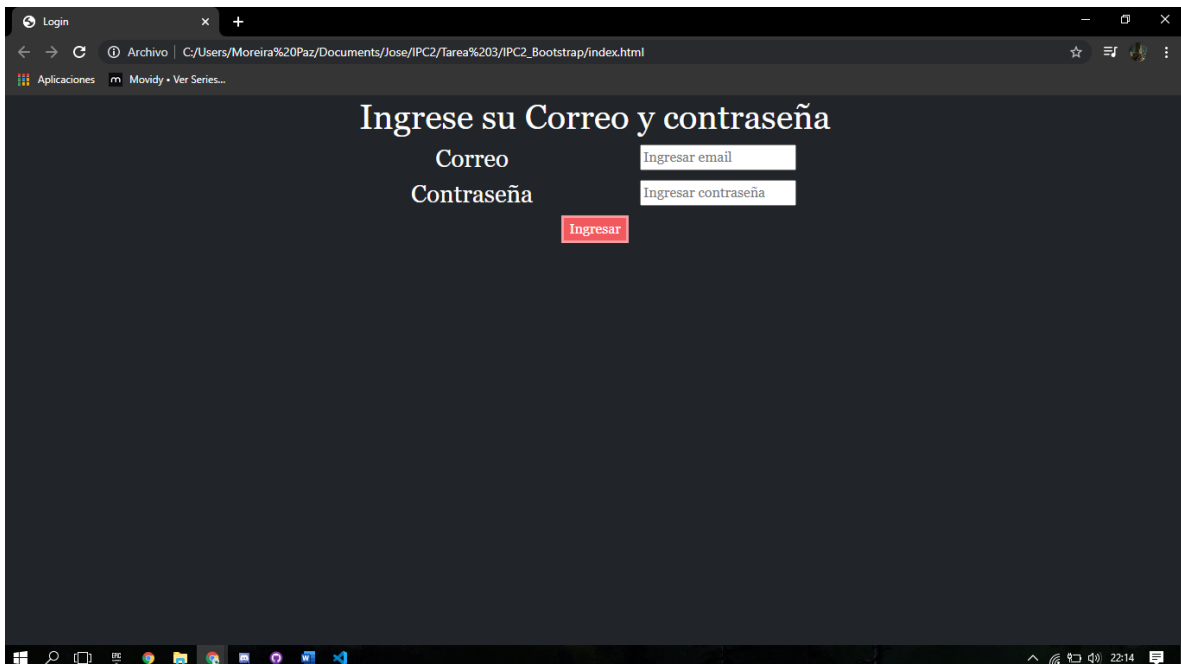 Login
Archivo | C:/Users/Moreira%20Paz/Documents/Jose/IPC2/Tarea%203/IPC2_Bootstrap/index.html
Aplicaciones m Movidy • Ver Series...
Ingrese su Correo y contraseña
Correo Ingresar email
Contraseña Ingresar contraseña
Ingresar
EPIC W 22:14